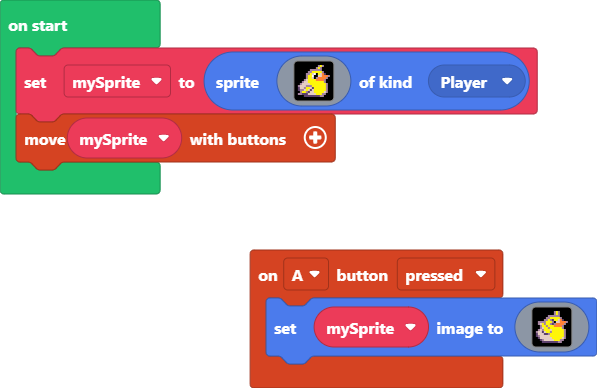 on start
set mySprite to sprite of kind Player
move mySprite with buttons
on A button pressed
set mySprite image to